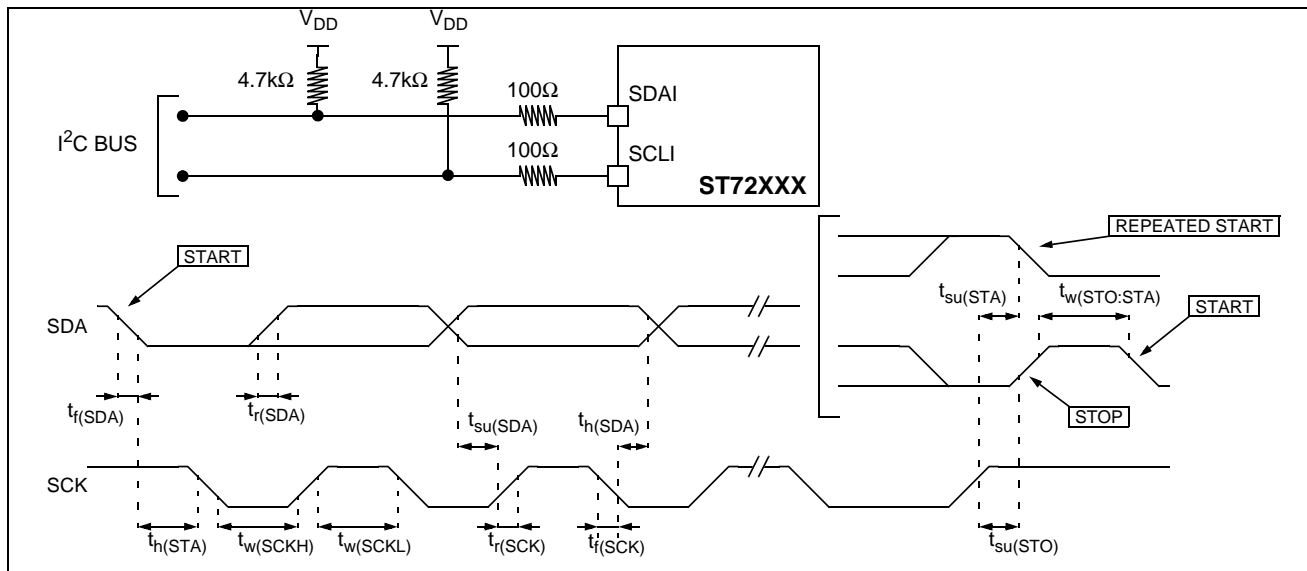 VDD VDD
4.7kΩ 4.7kΩ
100Ω
SDAI
I²C BUS
100Ω
SCLI
ST72XXX
REPEATED START
START
tsu(STA) tw(STO:STA)
START
SDA
STOP
tf(SDA) tr(SDA)
tsu(SDA) th(SDA)
SCK
th(STA) tw(SCKH) tw(SCKL) tr(SCK) tf(SCK) tsu(STO)